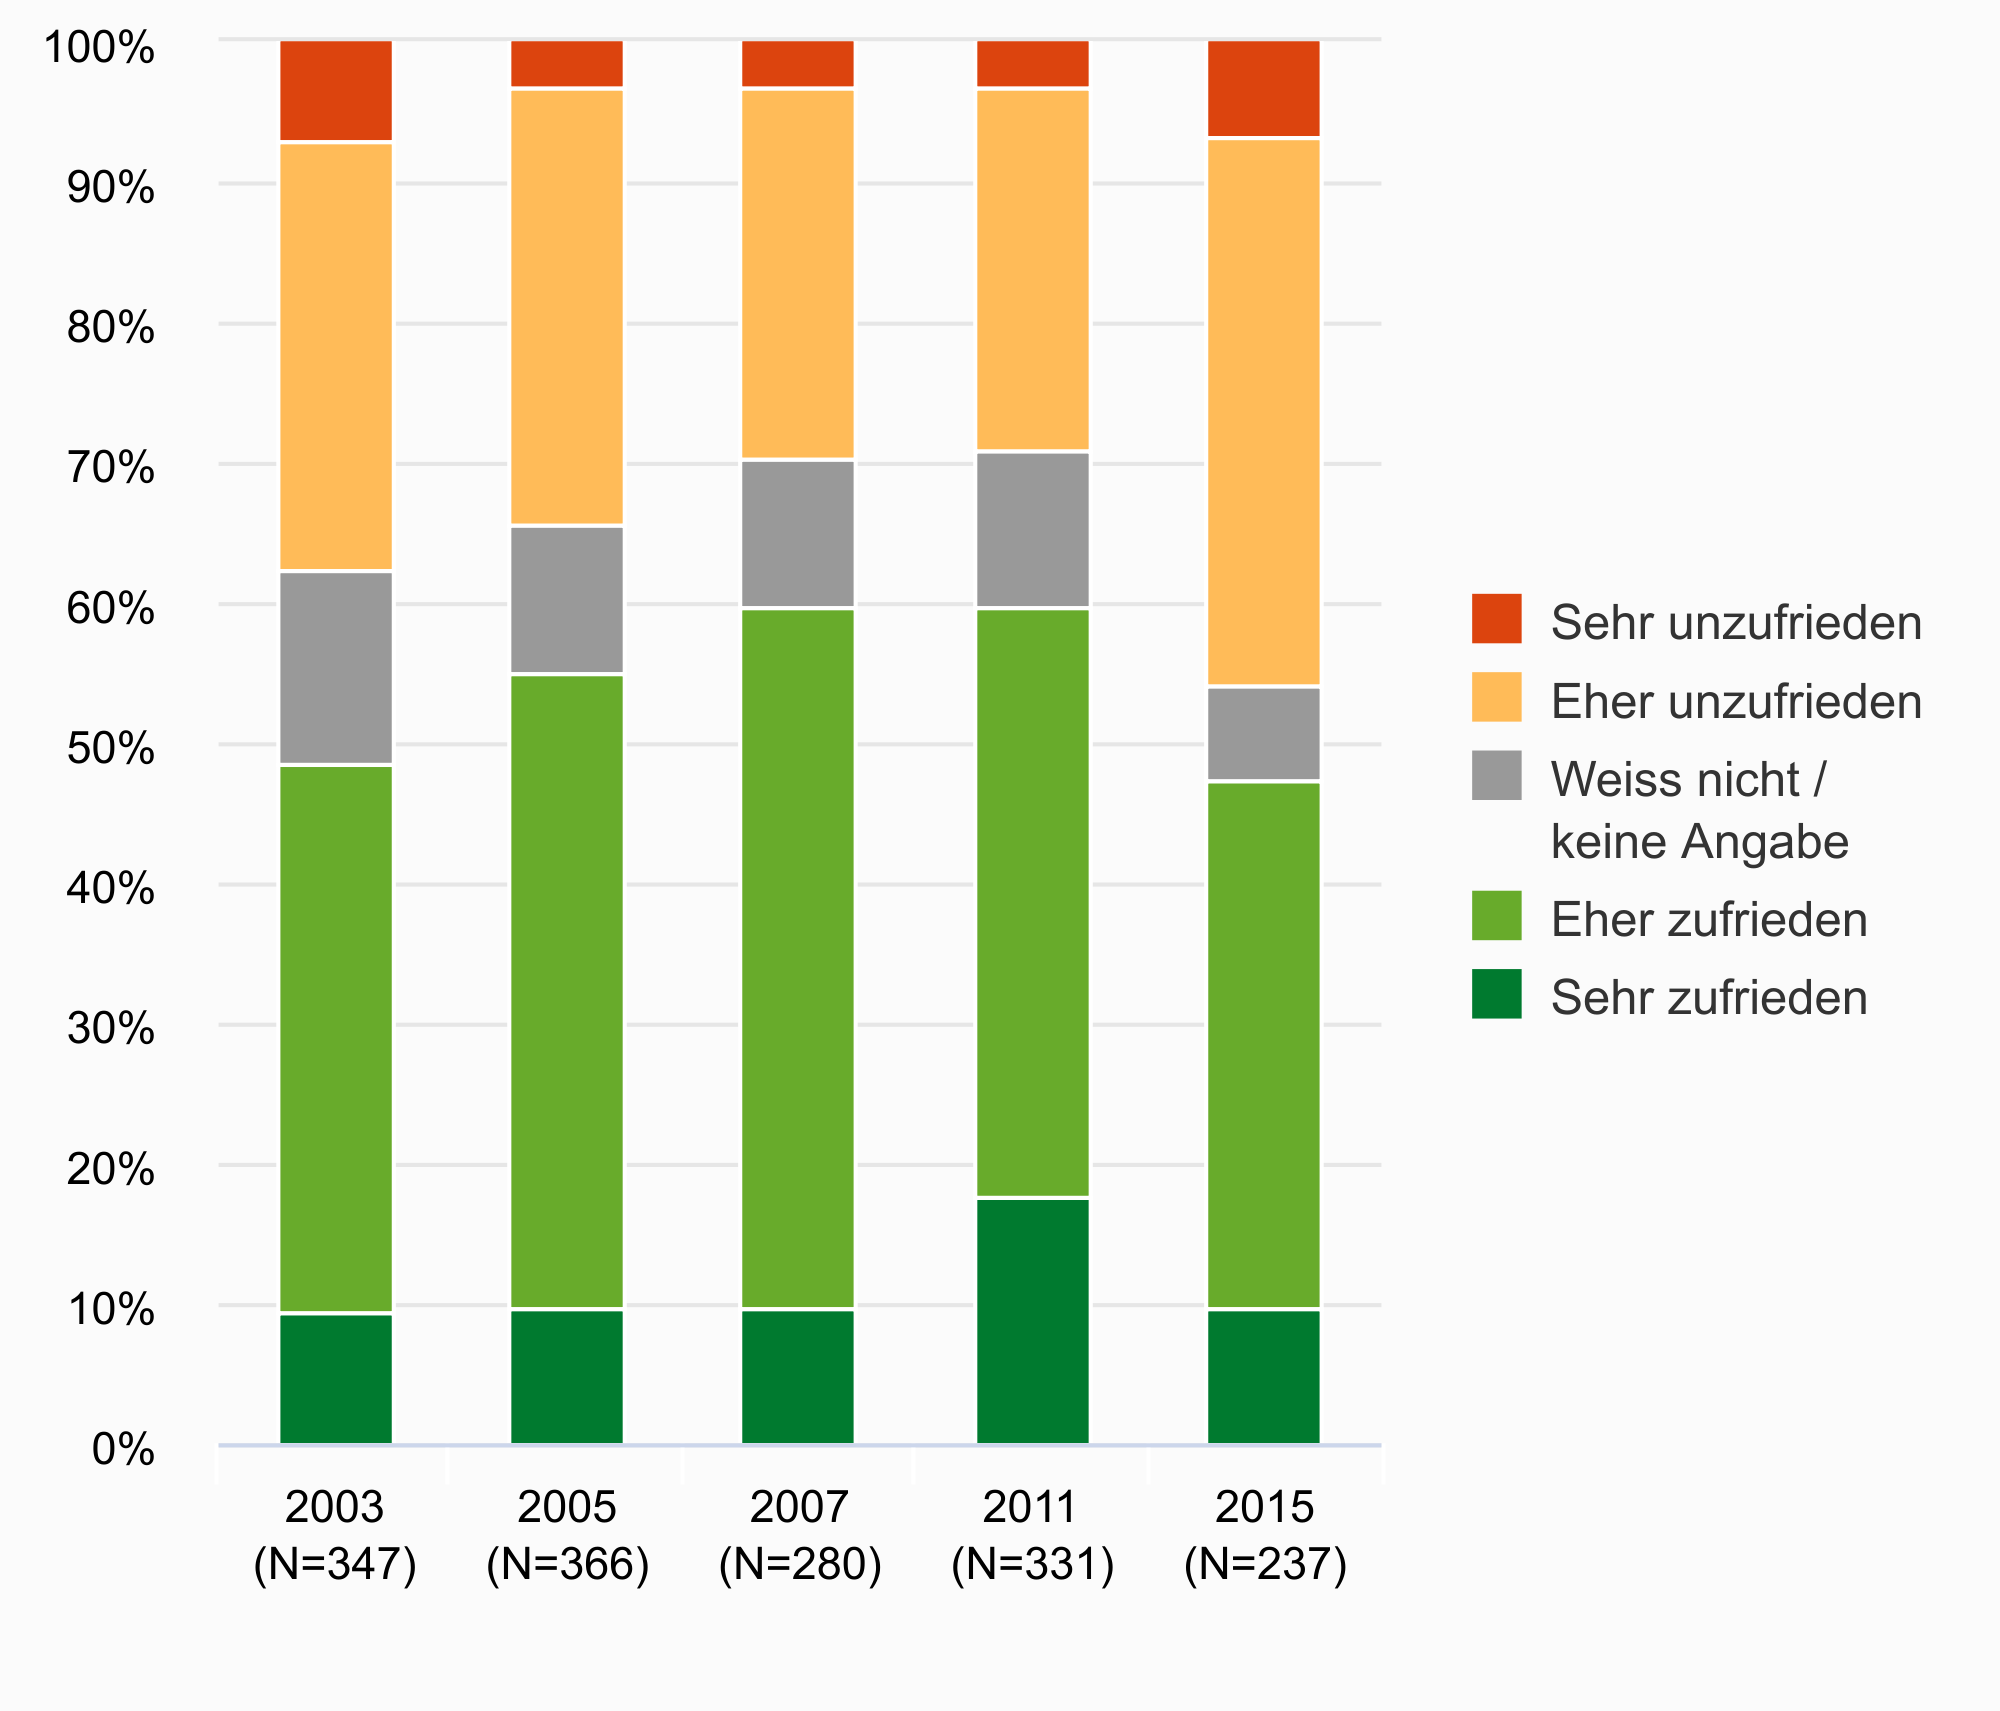 100%
90%
80%
70%
60%
50%
40%
30%
20%
10%
0%
2003
(N=347)
2005
(N=366)
2007
(N=280)
2011
(N=331)
2015
(N=237)
Sehr unzufrieden
Eher unzufrieden
Weiss nicht /
keine Angabe
Eher zufrieden
Sehr zufrieden